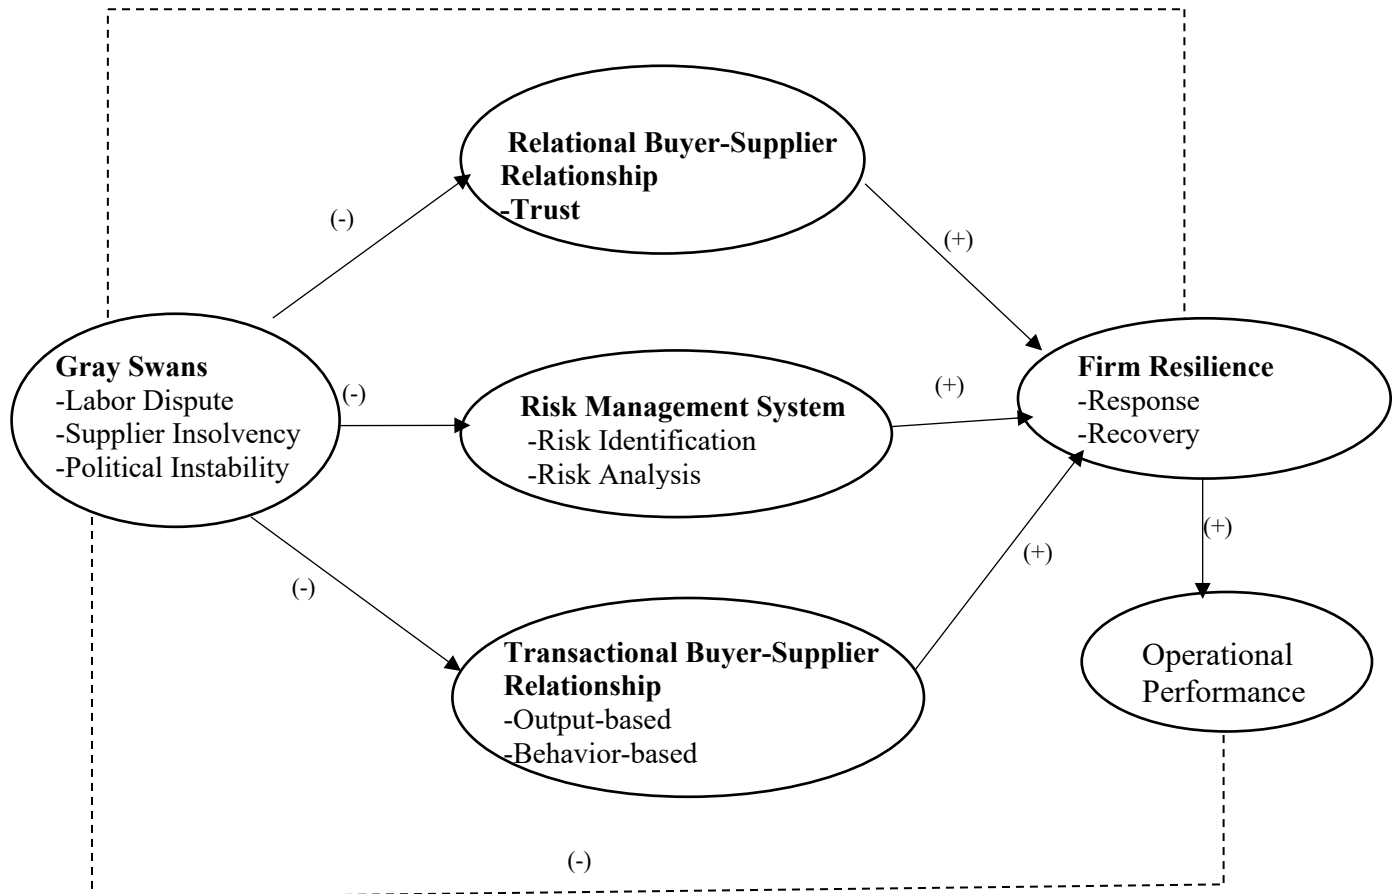 Relational Buyer-Supplier
Relationship
-Trust
(-)
(+)
Gray Swans
-Labor Dispute
-Supplier Insolvency
-Political Instability
(-)
Risk Management System
-Risk Identification
-Risk Analysis
(+)
Firm Resilience
-Response
-Recovery
(-)
(+)
(+)
Transactional Buyer-Supplier
Relationship
-Output-based
-Behavior-based
Operational
Performance
(-)